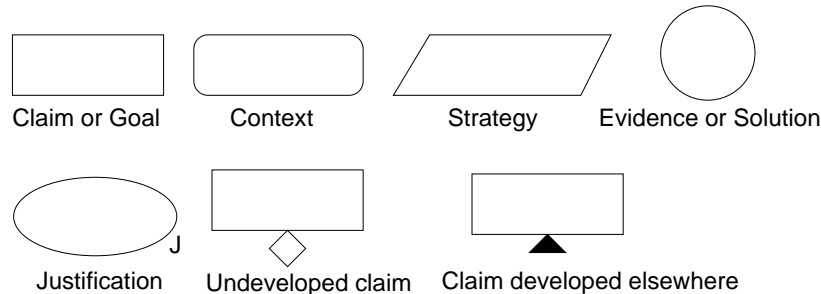 Claim or Goal
Context
Strategy
Evidence or Solution
J
Justification
Undeveloped claim
Claim developed elsewhere